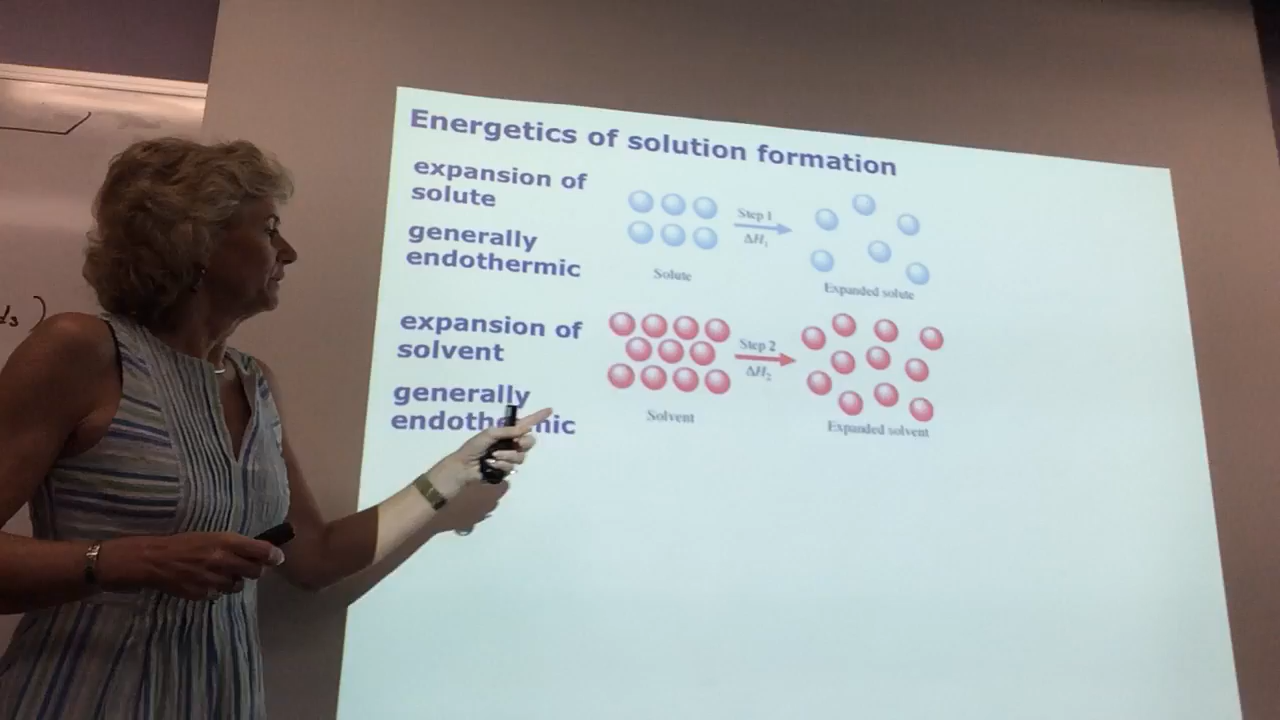 Energetics of solution formation
expansion of
solute
generally
endothermic
Solute
Step 1
ΔH₁
Expanded solute
expansion of
solvent
generally
endothermic
Solvent
Step 2
ΔH₂
Expanded solvent